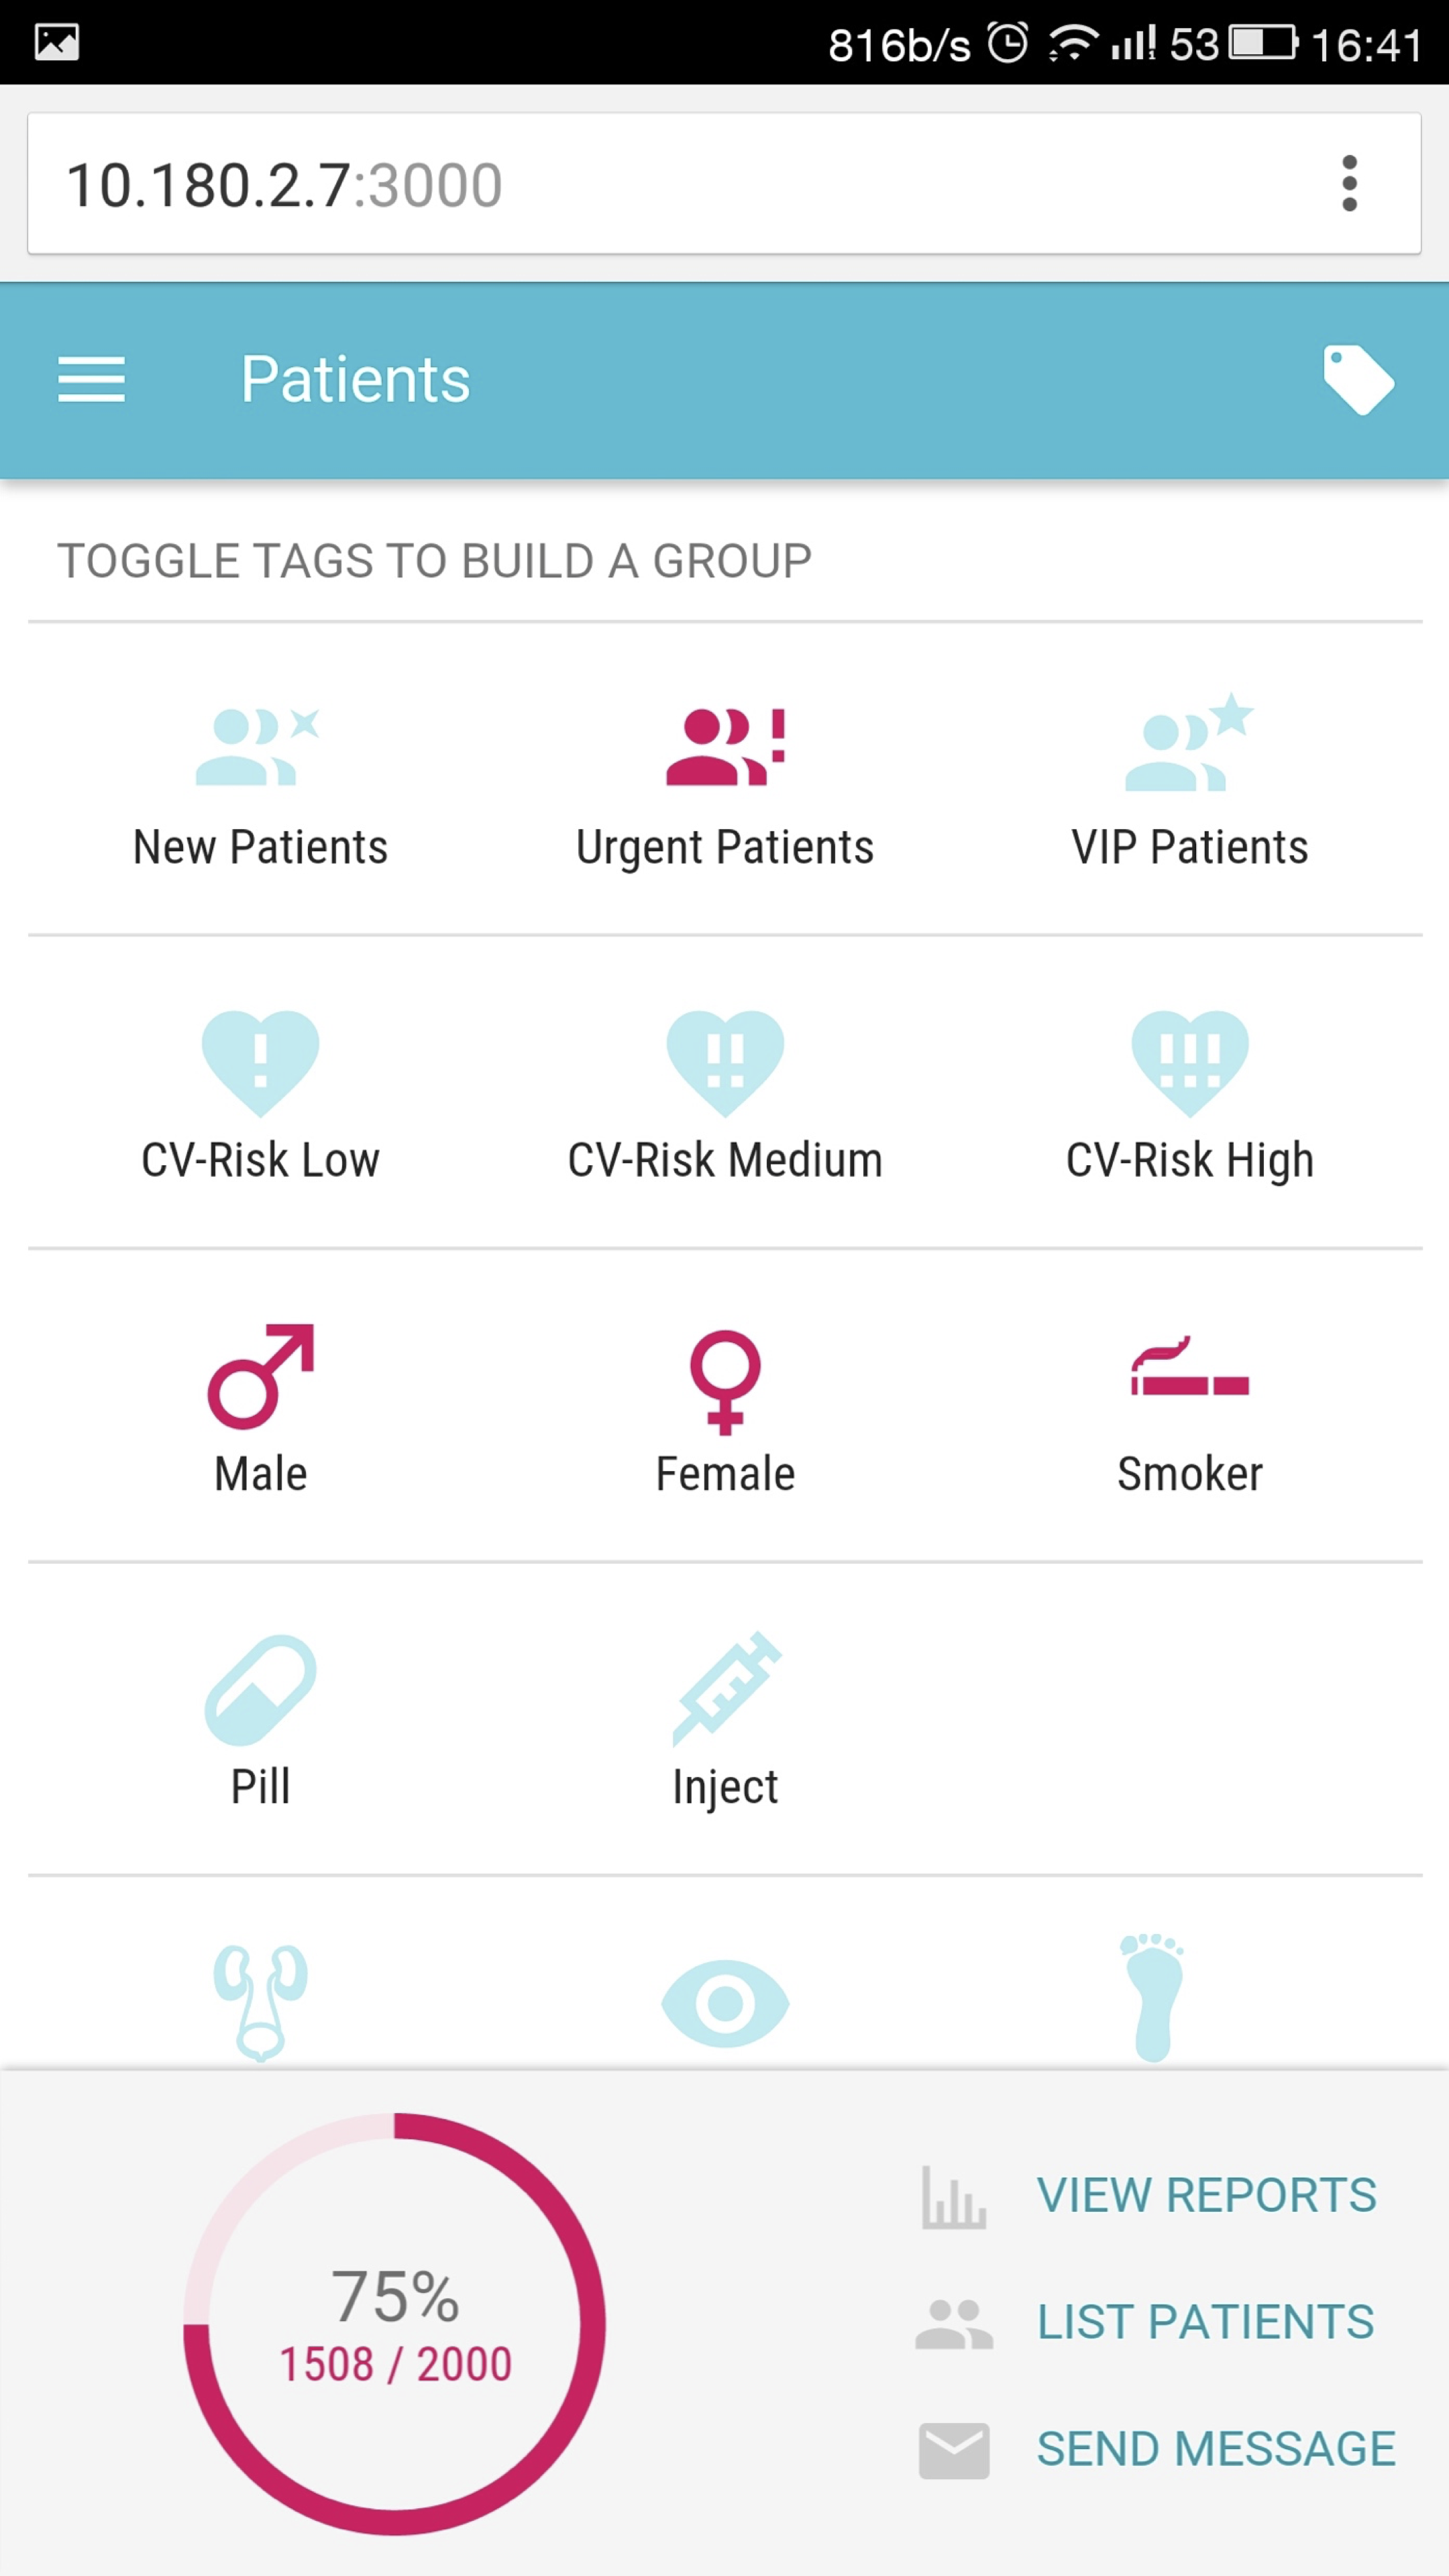 816b/s 53 16:41
10.180.2.7:3000
Patients
TOGGLE TAGS TO BUILD A GROUP
New Patients Urgent Patients VIP Patients
CV-Risk Low CV-Risk Medium CV-Risk High
Male Female Smoker
Pill Inject
75%
1508 / 2000
VIEW REPORTS
LIST PATIENTS
SEND MESSAGE